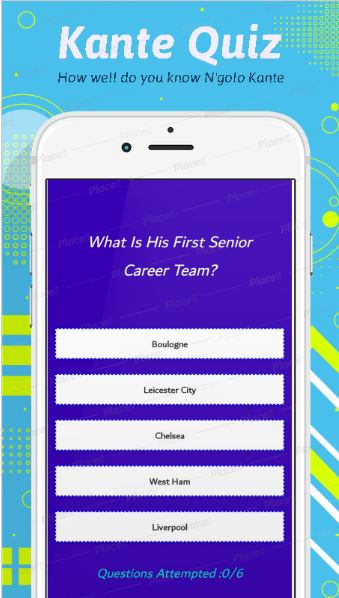 Kante Quiz
How well do you know N'golo Kante
What Is His First Senior
Career Team?
Boulogne
Leicester City
Chelsea
West Ham
Liverpool
Questions Attempted :0/6
Placeit